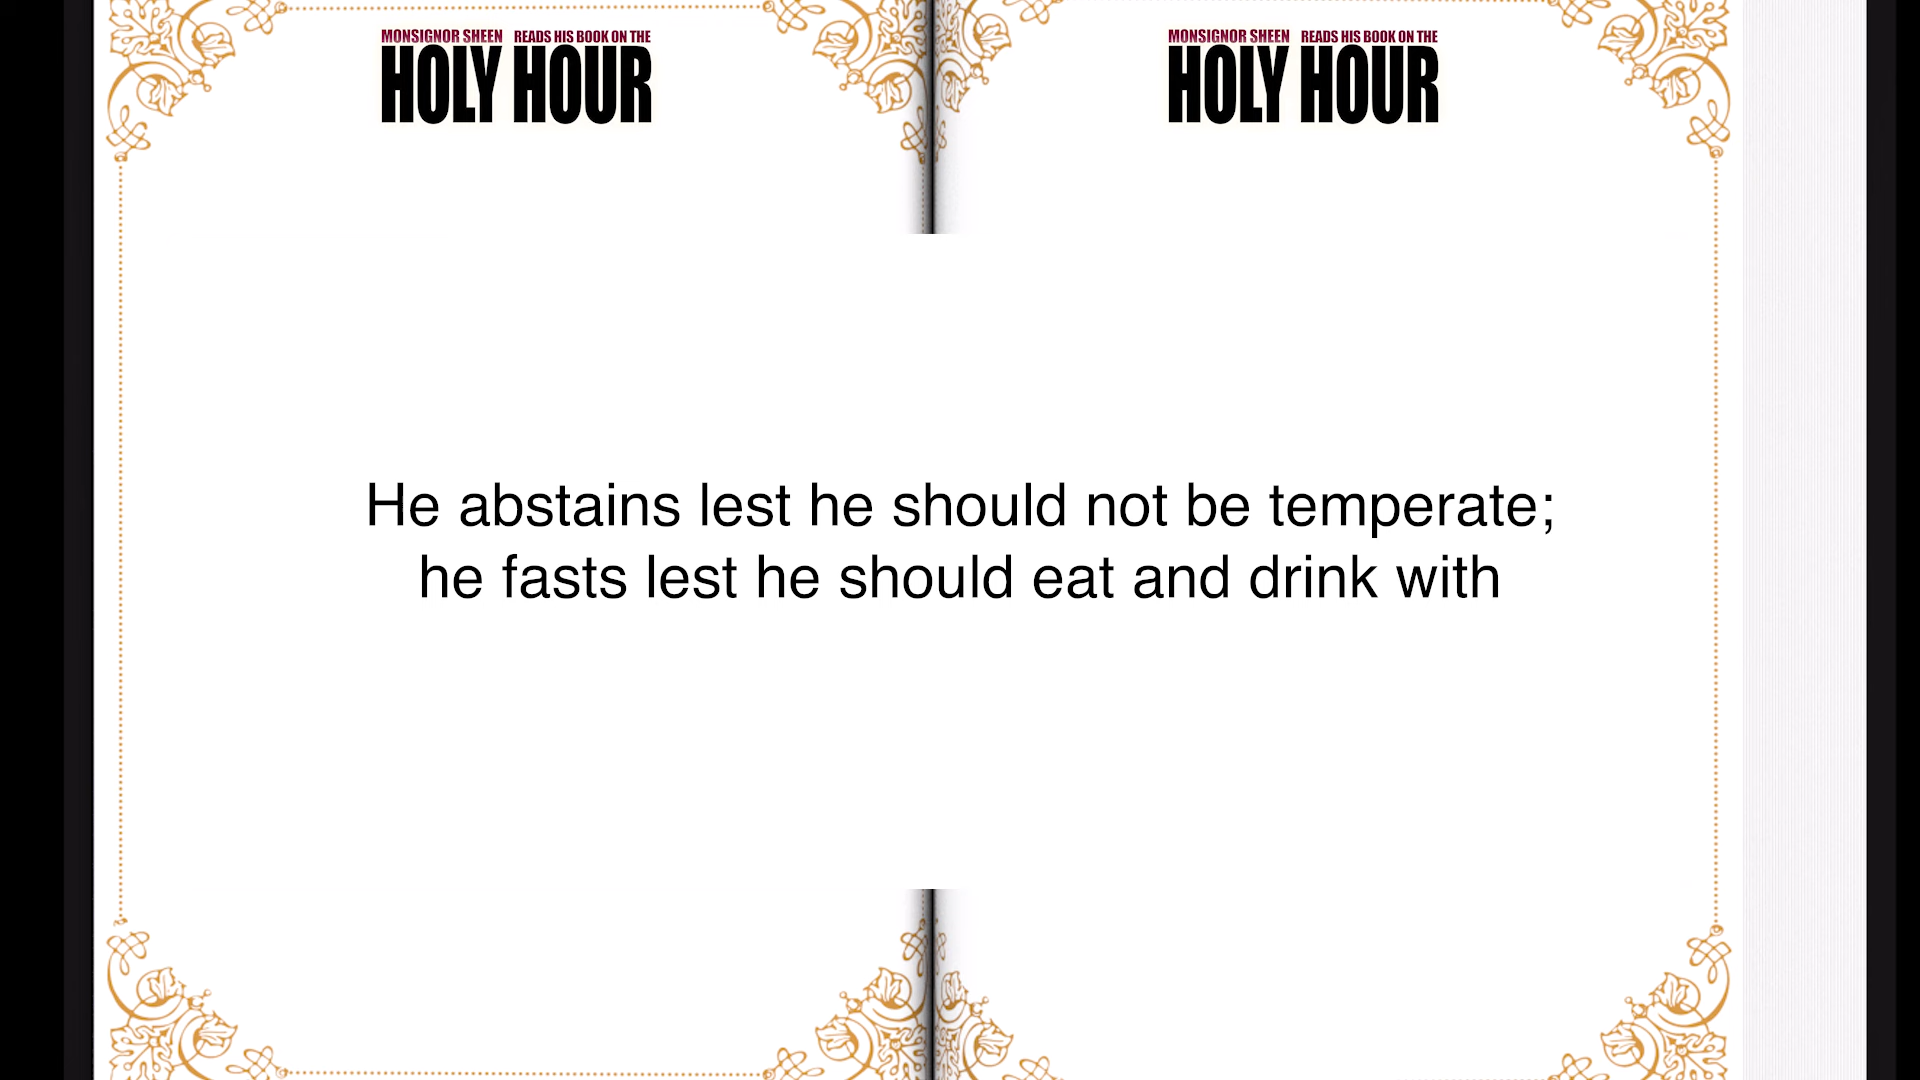 MONSIGNOR SHEEN READS HIS BOOK ON THE
HOLY HOUR
MONSIGNOR SHEEN READS HIS BOOK ON THE
HOLY HOUR
He abstains lest he should not be temperate;
he fasts lest he should eat and drink with